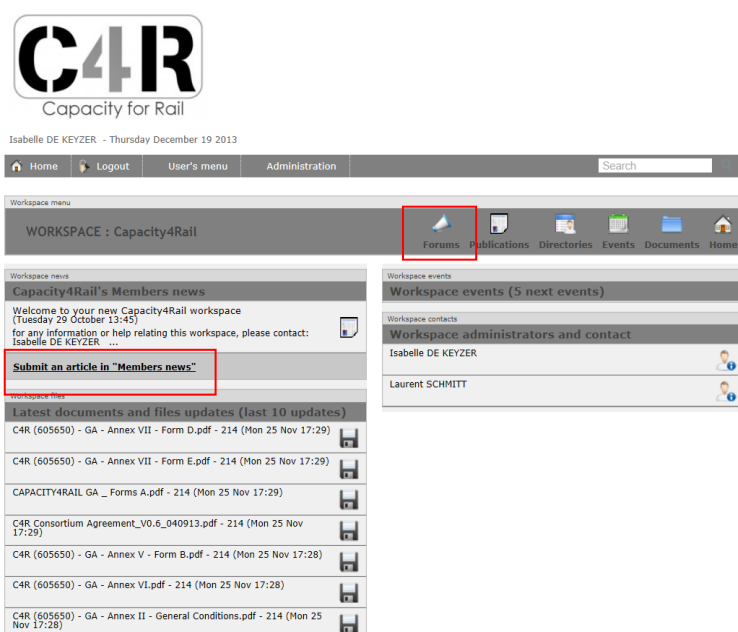 C4R
Capacity for Rail
Isabelle DE KEYZER - Thursday December 19 2013
Home Logout User's menu Administration Search
Workspace menu
WORKSPACE : Capacity4Rail
Forums Publications Directories Events Documents Home
Workspace news
Capacity4Rail's Members news
Welcome to your new Capacity4Rail workspace
(Tuesday 29 October 13:45)
for any information or help relating this workspace, please contact:
Isabelle DE KEYZER ...
Submit an article in "Members news"
Workspace files
Latest documents and files updates (last 10 updates)
C4R (605650) - GA - Annex VII - Form D.pdf - 214 (Mon 25 Nov 17:29)
C4R (605650) - GA - Annex VII - Form E.pdf - 214 (Mon 25 Nov 17:29)
CAPACITY4RAIL GA _ Forms A.pdf - 214 (Mon 25 Nov 17:29)
C4R Consortium Agreement_V0.6_040913.pdf - 214 (Mon 25 Nov
17:29)
C4R (605650) - GA - Annex V - Form B.pdf - 214 (Mon 25 Nov 17:28)
C4R (605650) - GA - Annex VI.pdf - 214 (Mon 25 Nov 17:28)
C4R (605650) - GA - Annex II - General Conditions.pdf - 214 (Mon 25
Nov 17:28)
Workspace events
Workspace events (5 next events)
Workspace contacts
Workspace administrators and contact
Isabelle DE KEYZER
Laurent SCHMITT